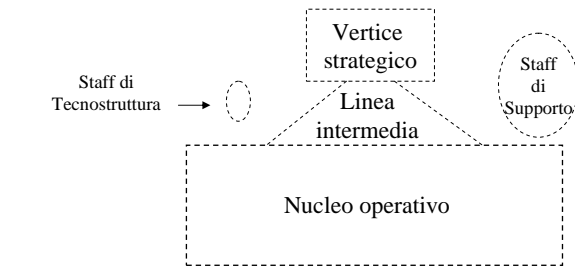 Vertice
strategico
Staff di
Tecnostruttura
Staff
di
Supporto
Linea
intermedia
Nucleo operativo